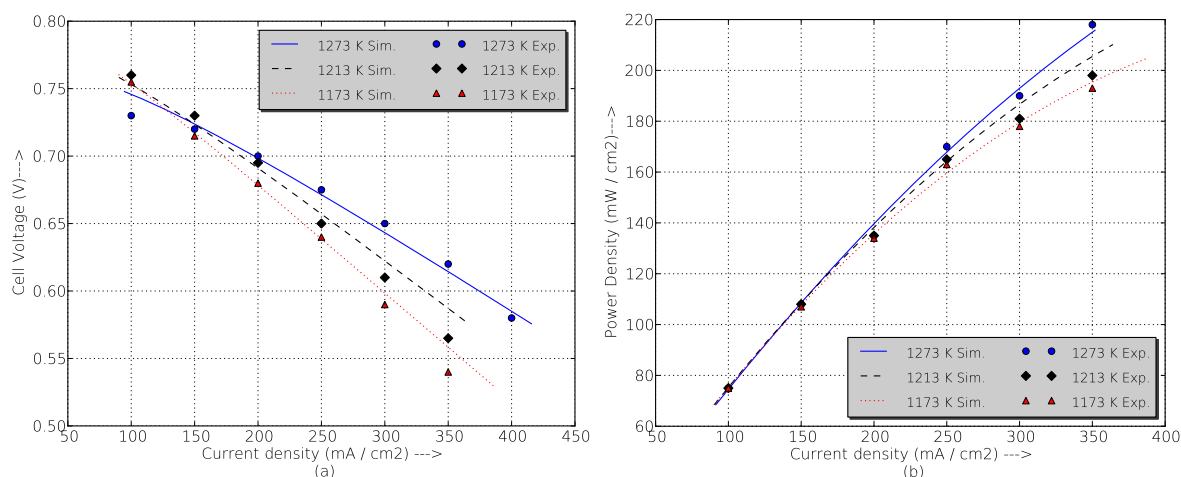 0.80
0.75
0.70
0.65
0.60
0.55
0.50
Cell Voltage (V)--->
1273 K Sim.
1213 K Sim.
1173 K Sim.
1273 K Exp.
1213 K Exp.
1173 K Exp.
50 100 150 200 250 300 350 400 450
Current density (mA / cm2) --->
(a)
220
200
180
160
140
120
100
80
60
Power Density (mW / cm2)--->
1273 K Sim.
1213 K Sim.
1173 K Sim.
1273 K Exp.
1213 K Exp.
1173 K Exp.
50 100 150 200 250 300 350 400
Current density (mA / cm2) --->
(b)